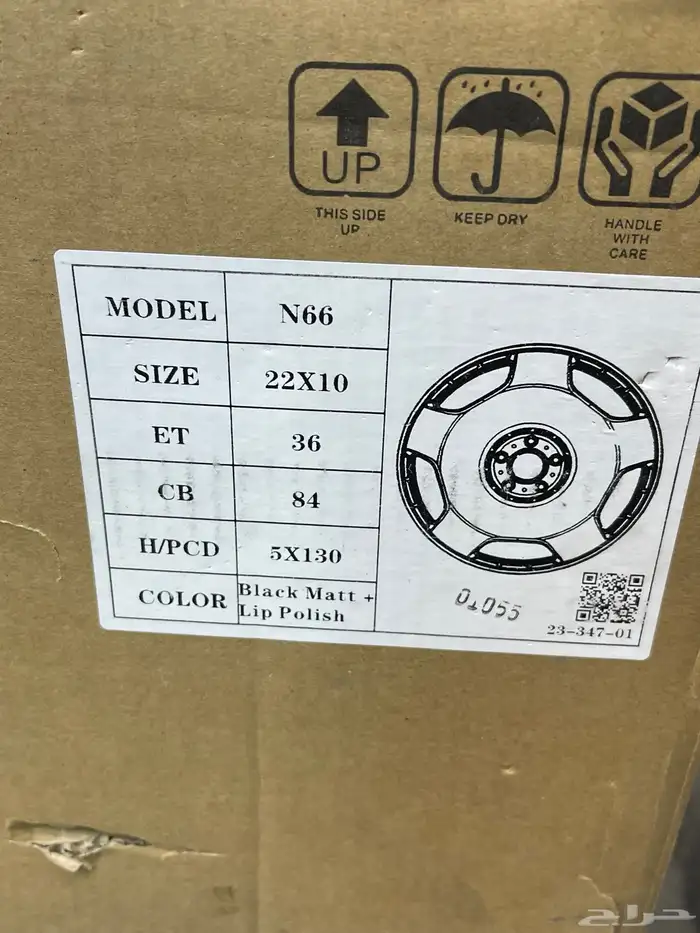 UP
THIS SIDE
UP
KEEP DRY
HANDLE
WITH
CARE
MODEL N66
SIZE 22X10
ET 36
CB 84
H/PCD 5X130
COLOR Black Matt +
Lip Polish
01055
23-347-01
حراج